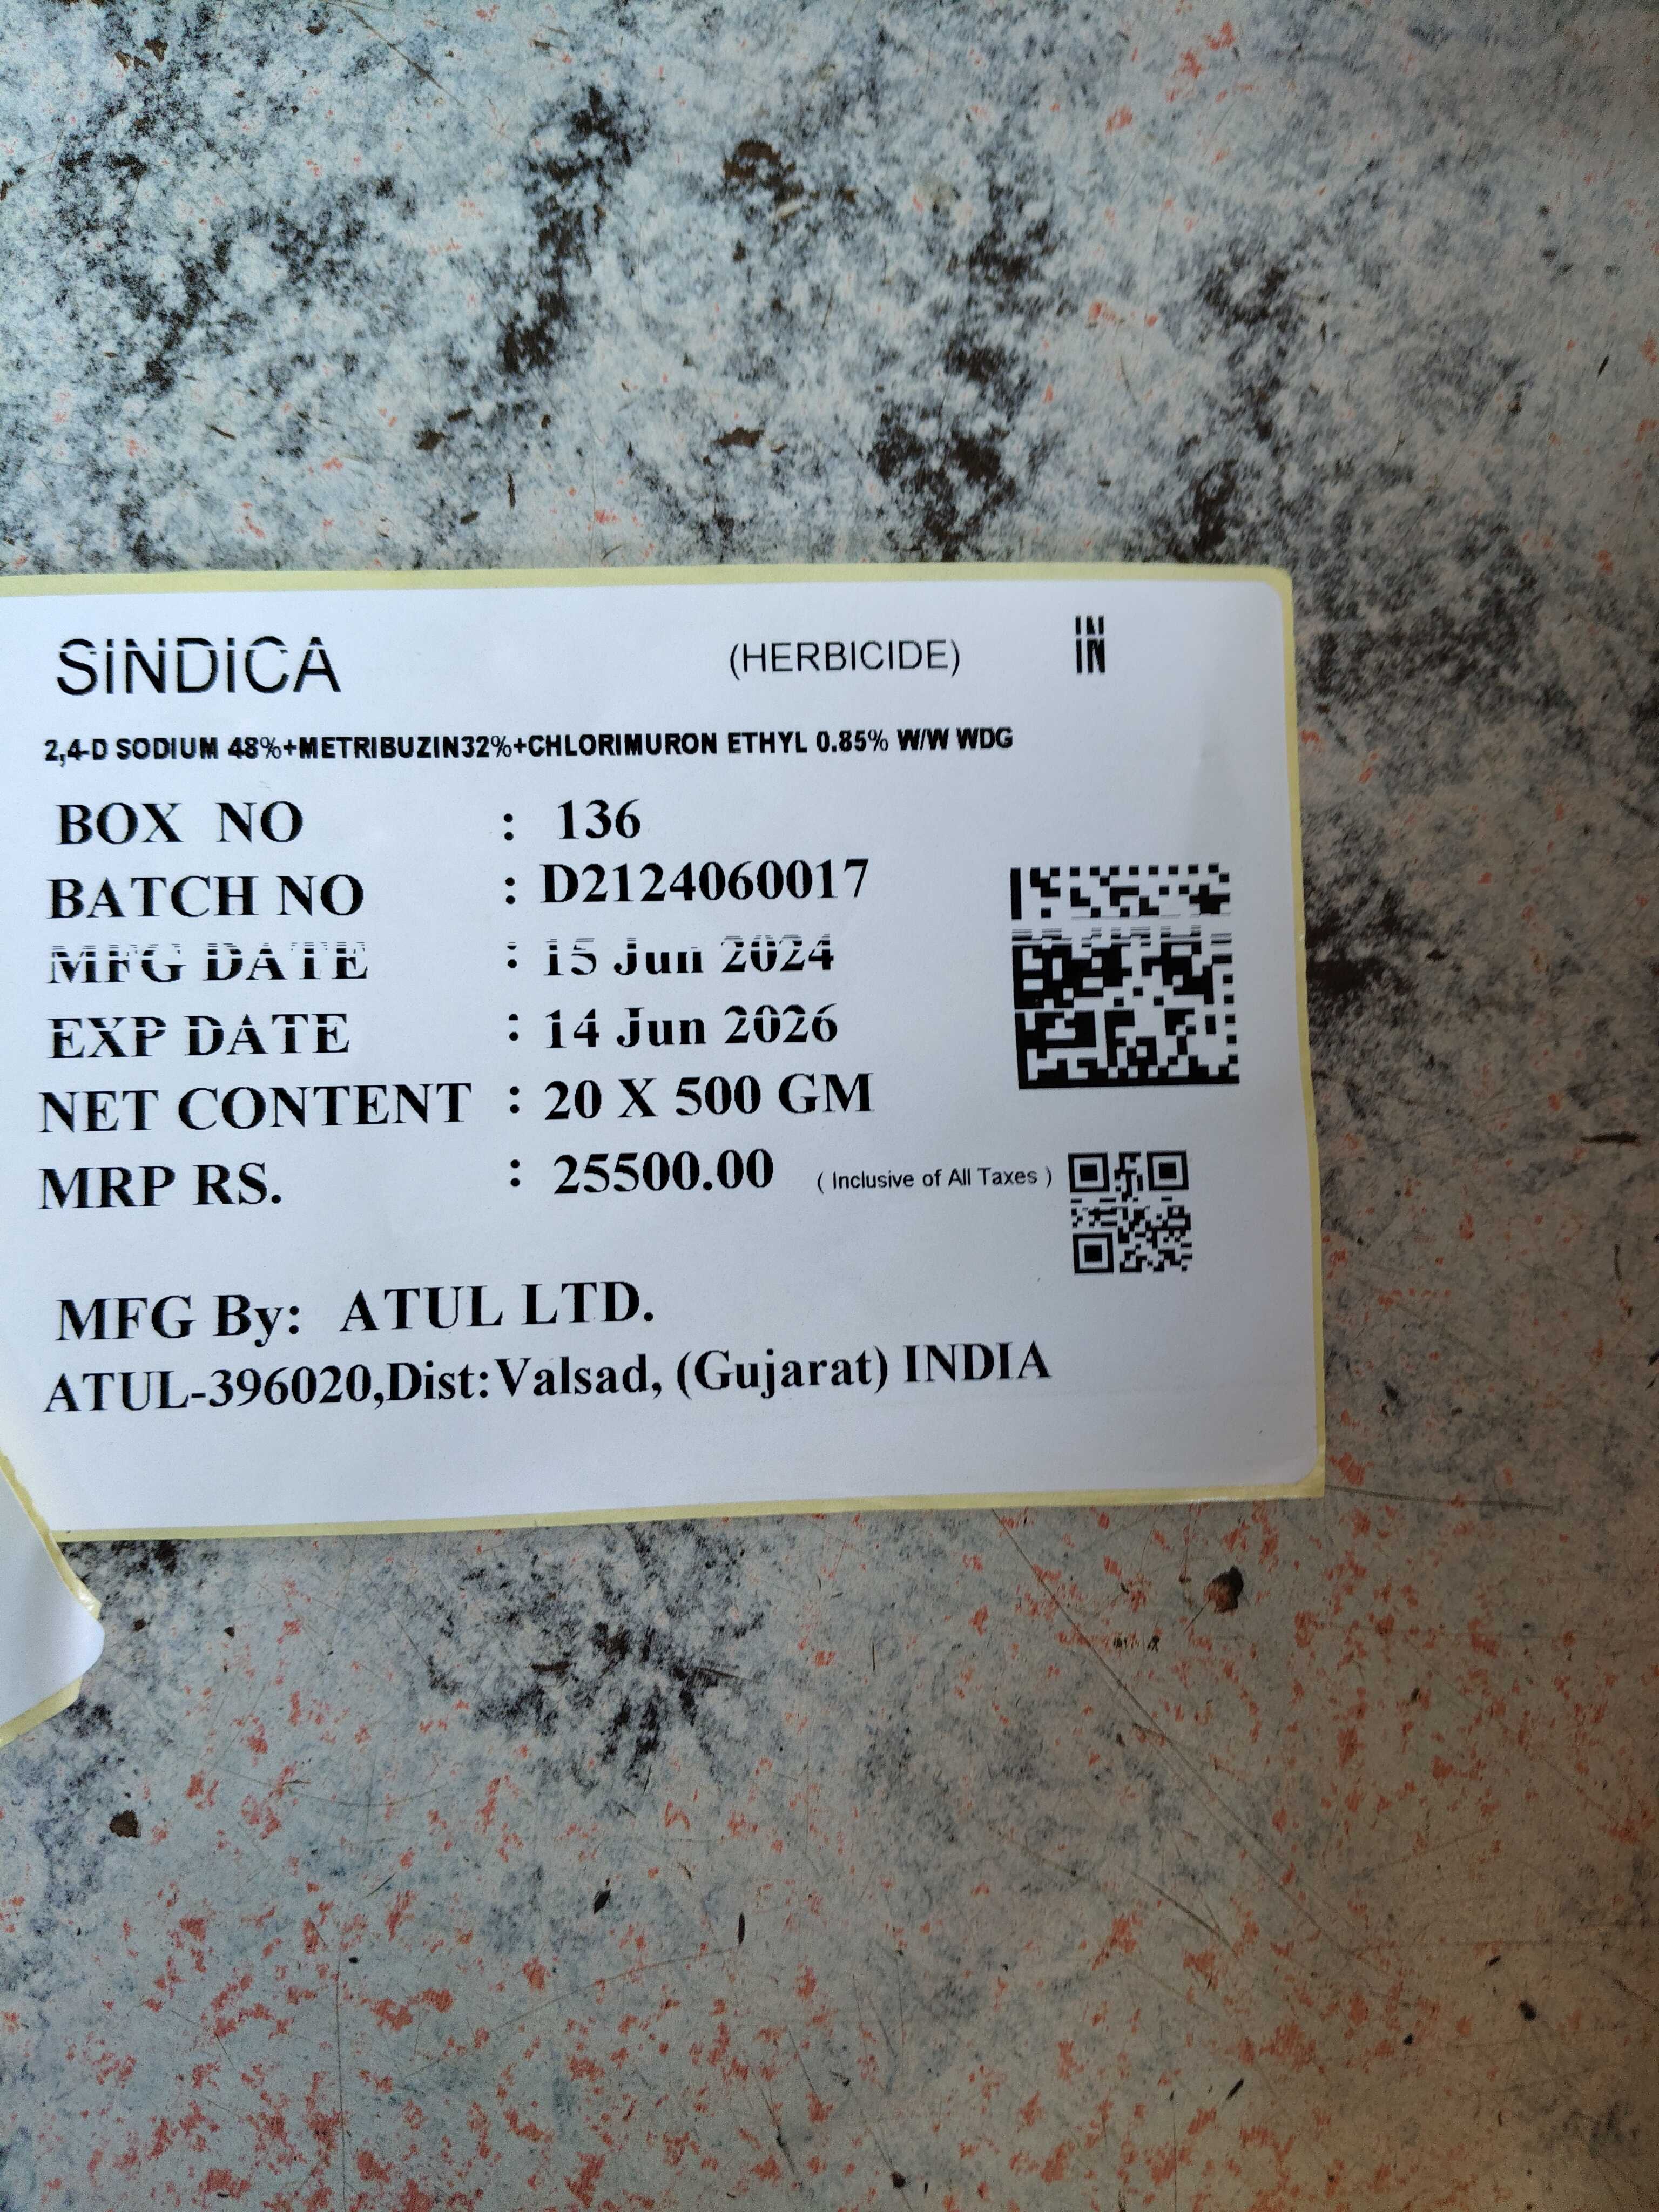 SiNDiCA (HERBICIDE) IN
2,4-D SODIUM 48%+METRIBUZIN32%+CHLORIMURON ETHYL 0.85% W/W WDG
BOX NO : 136
BATCH NO : D2124060017
MFG DATE : 15 Jun 2024
EXP DATE : 14 Jun 2026
NET CONTENT : 20 X 500 GM
MRP RS. : 25500.00 ( Inclusive of All Taxes )
MFG By: ATUL LTD.
ATUL-396020,Dist:Valsad, (Gujarat) INDIA